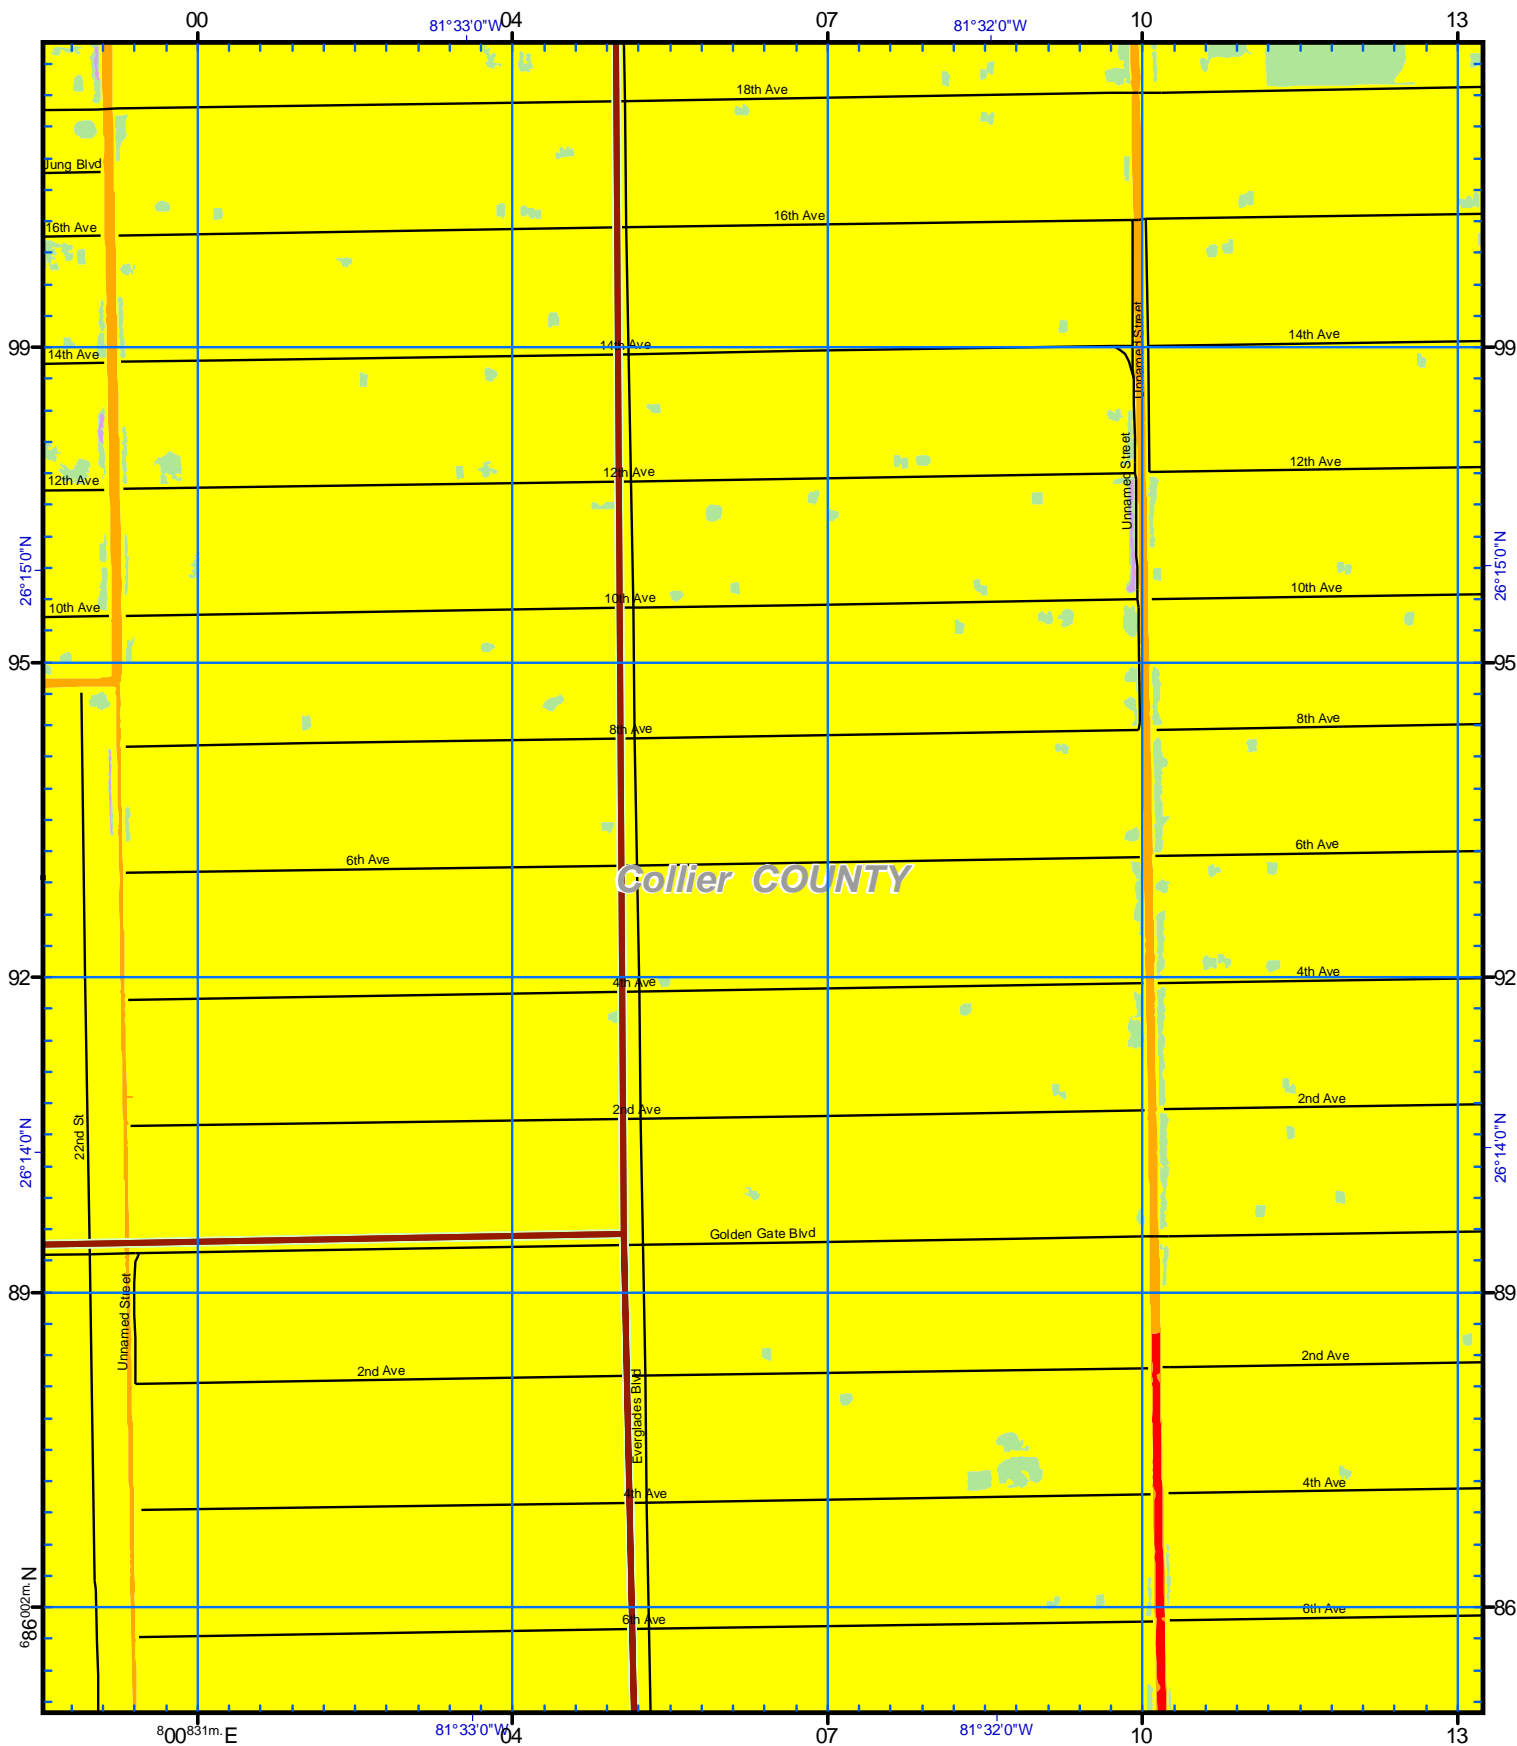 00 81°33'0"W 04 07 81°32'0"W 10 13
18th Ave
Jung Blvd
16th Ave 16th Ave
Unnamed Street
99 14th Ave 14th Ave 14th Ave 99
Unnamed Street
12th Ave 12th Ave 12th Ave
26°15'0"N 26°15'0"N
10th Ave 10th Ave 10th Ave
95 95
8th Ave 8th Ave
6th Ave 6th Ave
Collier COUNTY
92 4th Ave 4th Ave 92
2nd Ave 2nd Ave
22nd St
26°14'0"N 26°14'0"N
Golden Gate Blvd
89 89
Unnamed Street
2nd Ave 2nd Ave
Everglades Blvd
4th Ave 4th Ave
686002m.N 6th Ave 6th Ave 86
800831m.E 81°33'0"W 04 07 81°32'0"W 10 13